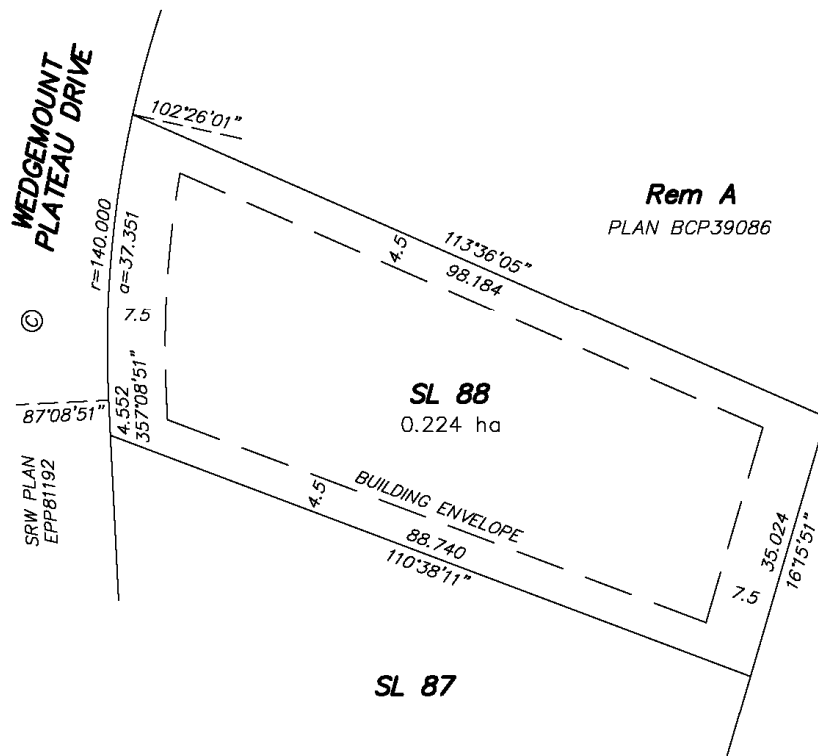 WEDGEMOUNT
PLATEAU DRIVE
102°26'01"
Rem A
PLAN BCP39086
r=140.000
a=37.351
4.5
113°36'05"
98.184
©
7.5
SL 88
0.224 ha
87°08'51"
4.552
357°08'51"
SRW PLAN
EPP81192
4.5
BUILDING ENVELOPE
88.740
110°38'11"
35.024
16°15'51"
7.5
SL 87